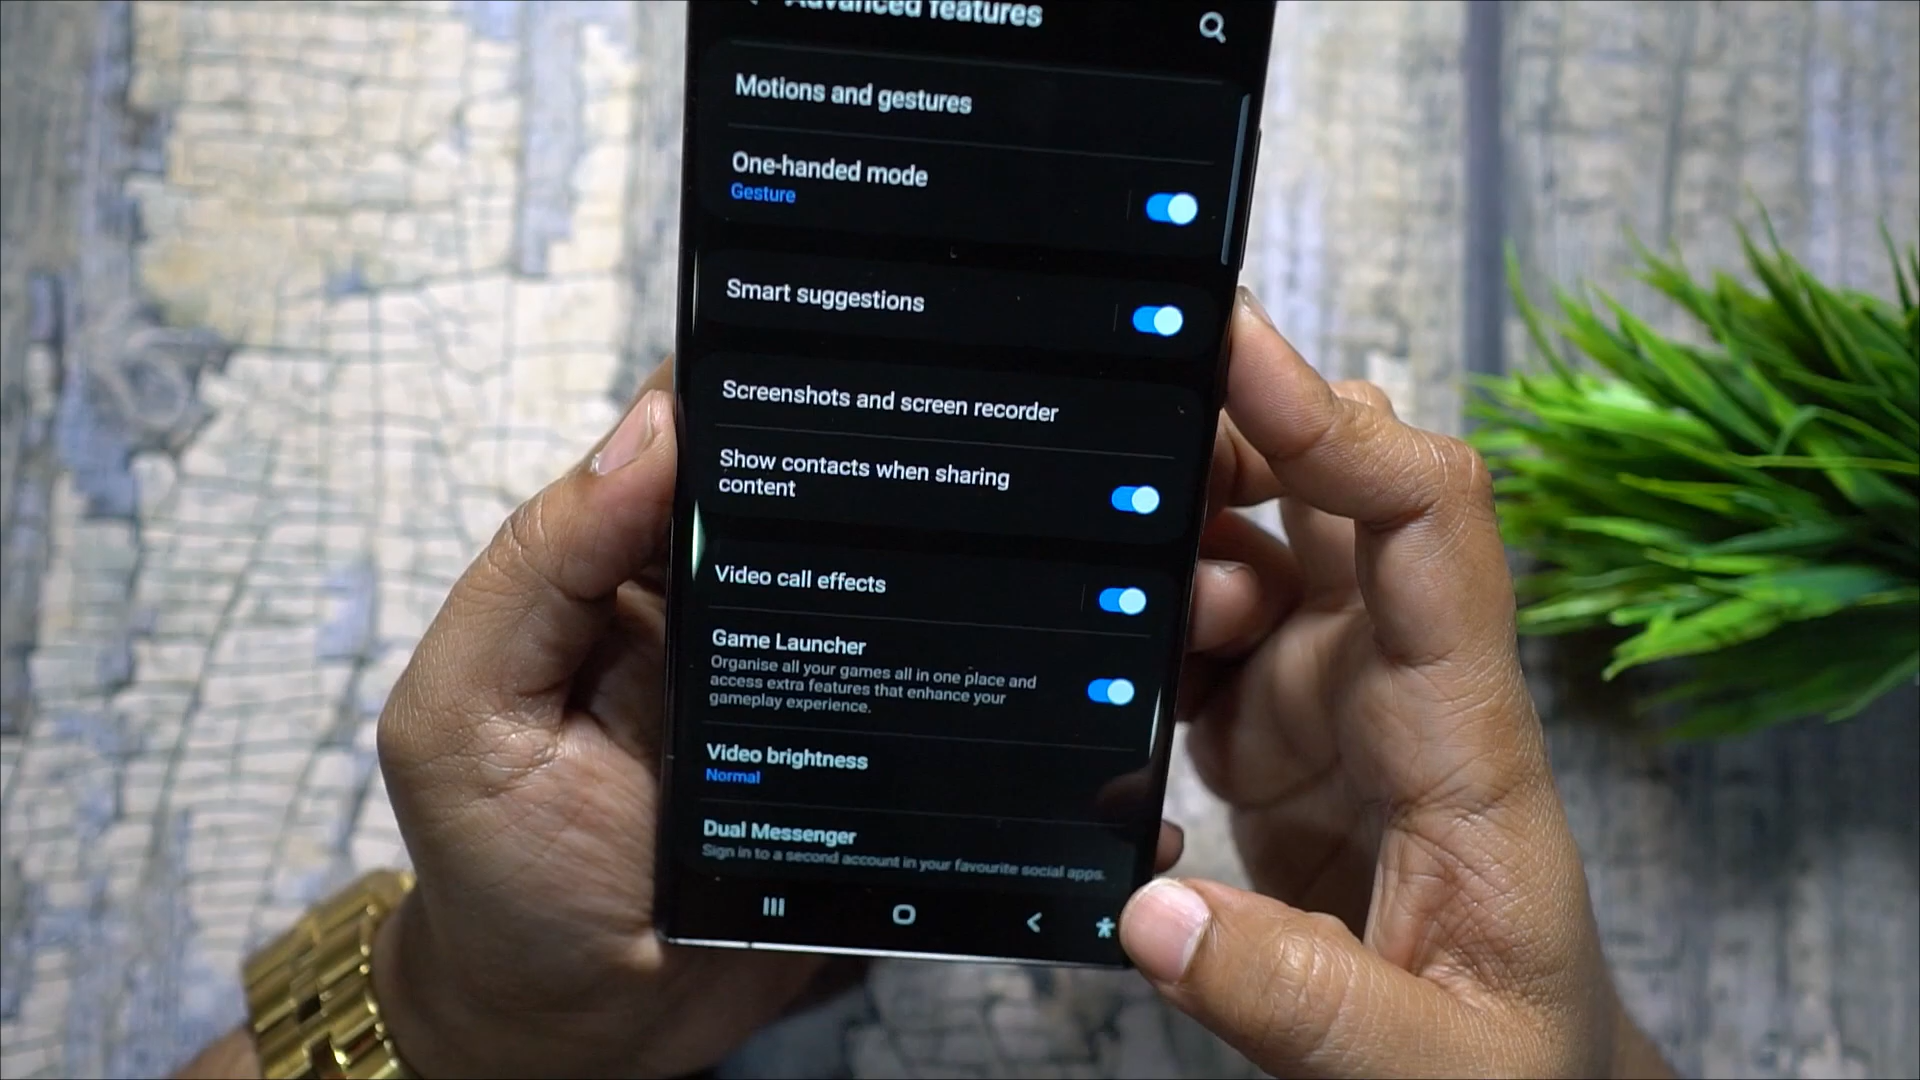 Advanced features
Motions and gestures
One-handed mode
Gesture
Smart suggestions
Screenshots and screen recorder
Show contacts when sharing
content
Video call effects
Game Launcher
Organise all your games all in one place and
access extra features that enhance your
gameplay experience.
Video brightness
Normal
Dual Messenger
Sign in to a second account in your favourite social apps.